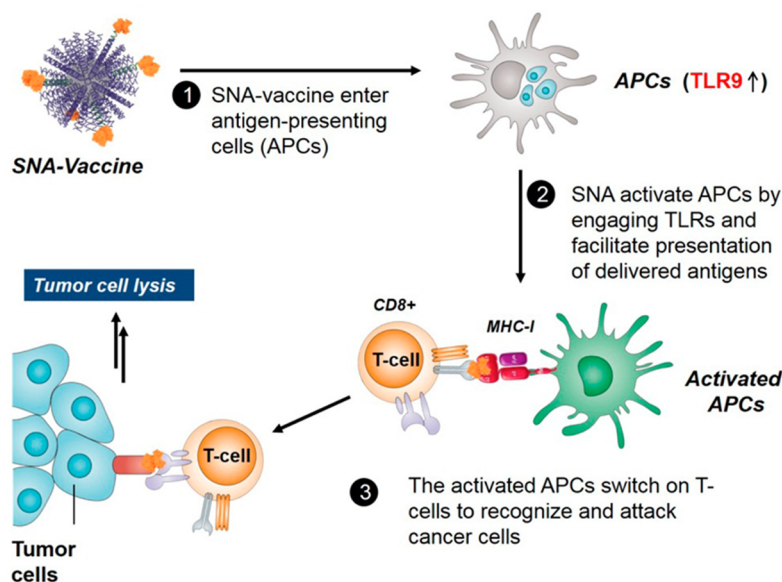 SNA-Vaccine
1 SNA-vaccine enter
antigen-presenting
cells (APCs)
APCs (TLR9↑)
2 SNA activate APCs by
engaging TLRs and
facilitate presentation
of delivered antigens
Tumor cell lysis
CD8+
MHC-I
T-cell
Activated
APCs
T-cell
3 The activated APCs switch on T-
cells to recognize and attack
cancer cells
Tumor
cells